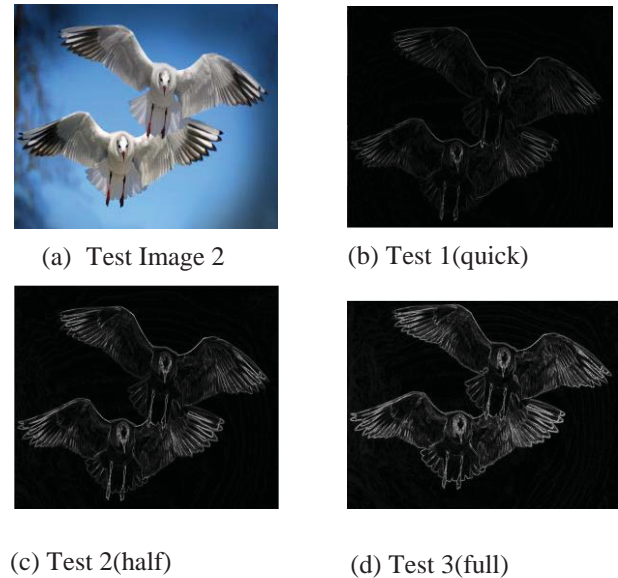 (a) Test Image 2
(b) Test 1(quick)
(c) Test 2(half)
(d) Test 3(full)